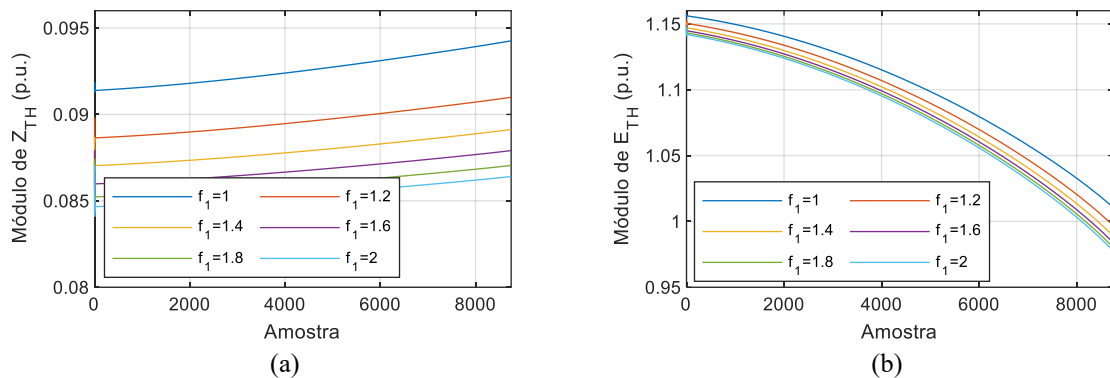 0.095
0.09
0.085
0.08
Módulo de Z_TH (p.u.)
f_1=1
f_1=1.2
f_1=1.4
f_1=1.6
f_1=1.8
f_1=2
0
2000
4000
6000
8000
Amostra
(a)
1.15
1.1
1.05
1
0.95
Módulo de E_TH (p.u.)
f_1=1
f_1=1.2
f_1=1.4
f_1=1.6
f_1=1.8
f_1=2
0
2000
4000
6000
8000
Amostra
(b)